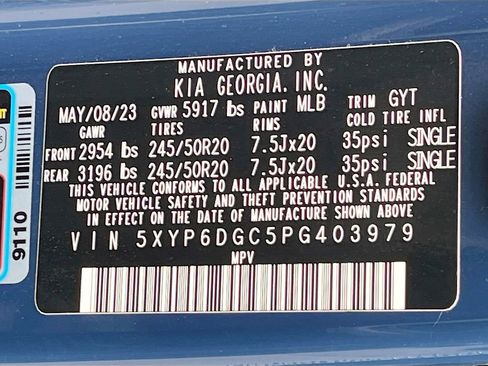 MANUFACTURED BY
KIA GEORGIA, INC.
MAY/08/23 GVWR 5917 lbs PAINT MLB TRIM GYT
GAWR TIRES RIMS COLD TIRE INFL
FRONT 2954 lbs 245/50R20 7.5Jx20 35psi SINGLE
REAR 3196 lbs 245/50R20 7.5Jx20 35psi SINGLE
THIS VEHICLE CONFORMS TO ALL APPLICABLE U.S.A. FEDERAL
MOTOR VEHICLE SAFETY AND THEFT PREVENTION STANDARDS
IN EFFECT ON THE DATE OF MANUFACTURE SHOWN ABOVE
VIN 5XYP6DGC5PG403979
MPV
9110